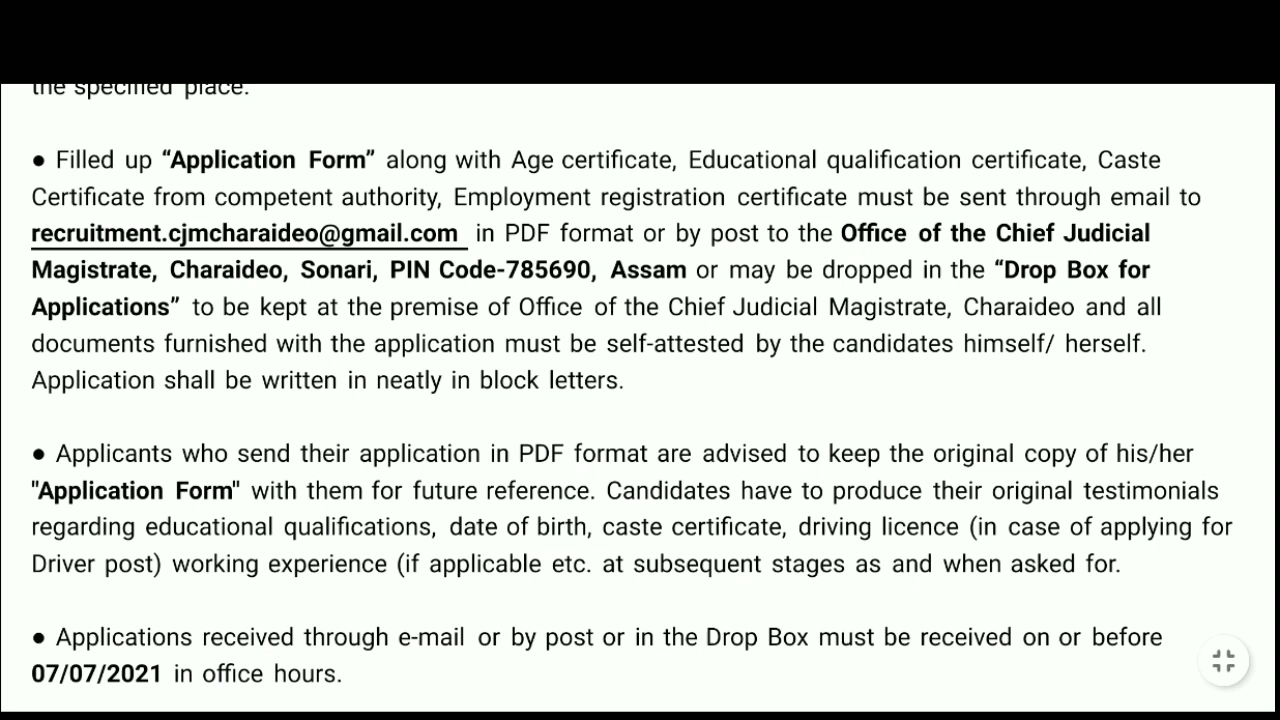 the specified place.
● Filled up “Application Form” along with Age certificate, Educational qualification certificate, Caste
Certificate from competent authority, Employment registration certificate must be sent through email to
recruitment.cjmcharaideo@gmail.com in PDF format or by post to the Office of the Chief Judicial
Magistrate, Charaideo, Sonari, PIN Code-785690, Assam or may be dropped in the “Drop Box for
Applications” to be kept at the premise of Office of the Chief Judicial Magistrate, Charaideo and all
documents furnished with the application must be self-attested by the candidates himself/ herself.
Application shall be written in neatly in block letters.
● Applicants who send their application in PDF format are advised to keep the original copy of his/her
"Application Form" with them for future reference. Candidates have to produce their original testimonials
regarding educational qualifications, date of birth, caste certificate, driving licence (in case of applying for
Driver post) working experience (if applicable etc. at subsequent stages as and when asked for.
● Applications received through e-mail or by post or in the Drop Box must be received on or before
07/07/2021 in office hours.